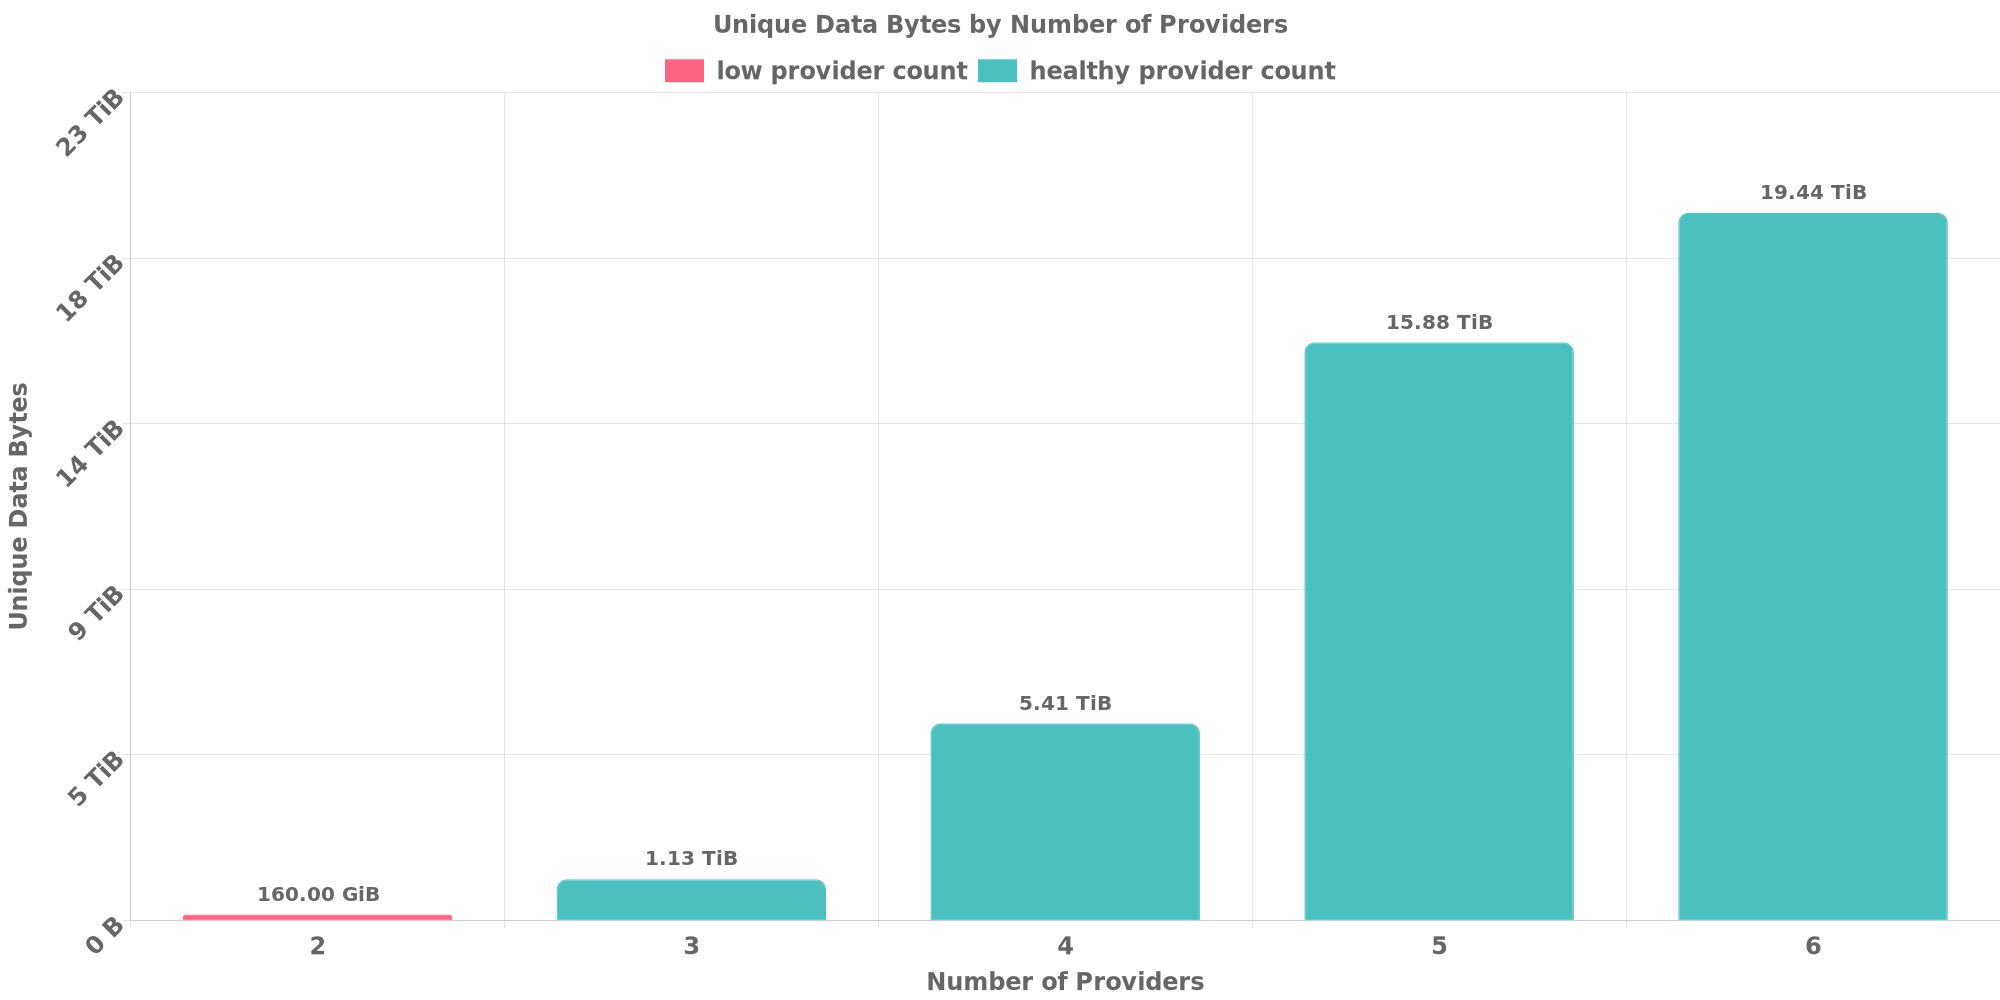 Unique Data Bytes by Number of Providers
low provider count healthy provider count
23 TiB
18 TiB
14 TiB
9 TiB
5 TiB
0 B
Unique Data Bytes
160.00 GiB
1.13 TiB
5.41 TiB
15.88 TiB
19.44 TiB
2 3 4 5 6
Number of Providers